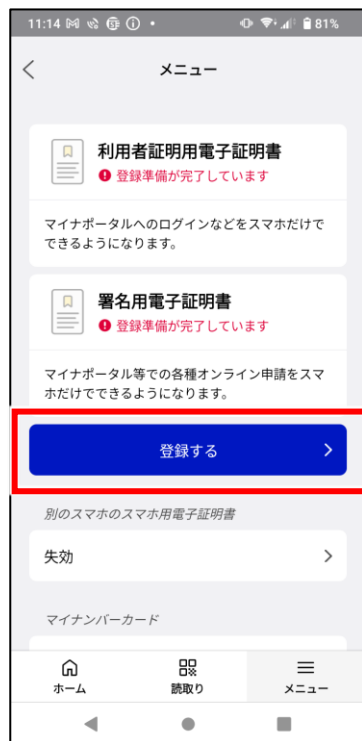 11:14
81%
メニュー
利用者証明用電子証明書
登録準備が完了しています
マイナポータルへのログインなどをスマホだけで
できるようになります。
署名用電子証明書
登録準備が完了しています
マイナポータル等での各種オンライン申請をスマ
ホだけでできるようになります。
登録する
別のスマホのスマホ用電子証明書
失効
マイナンバーカード
ホーム
読取り
メニュー